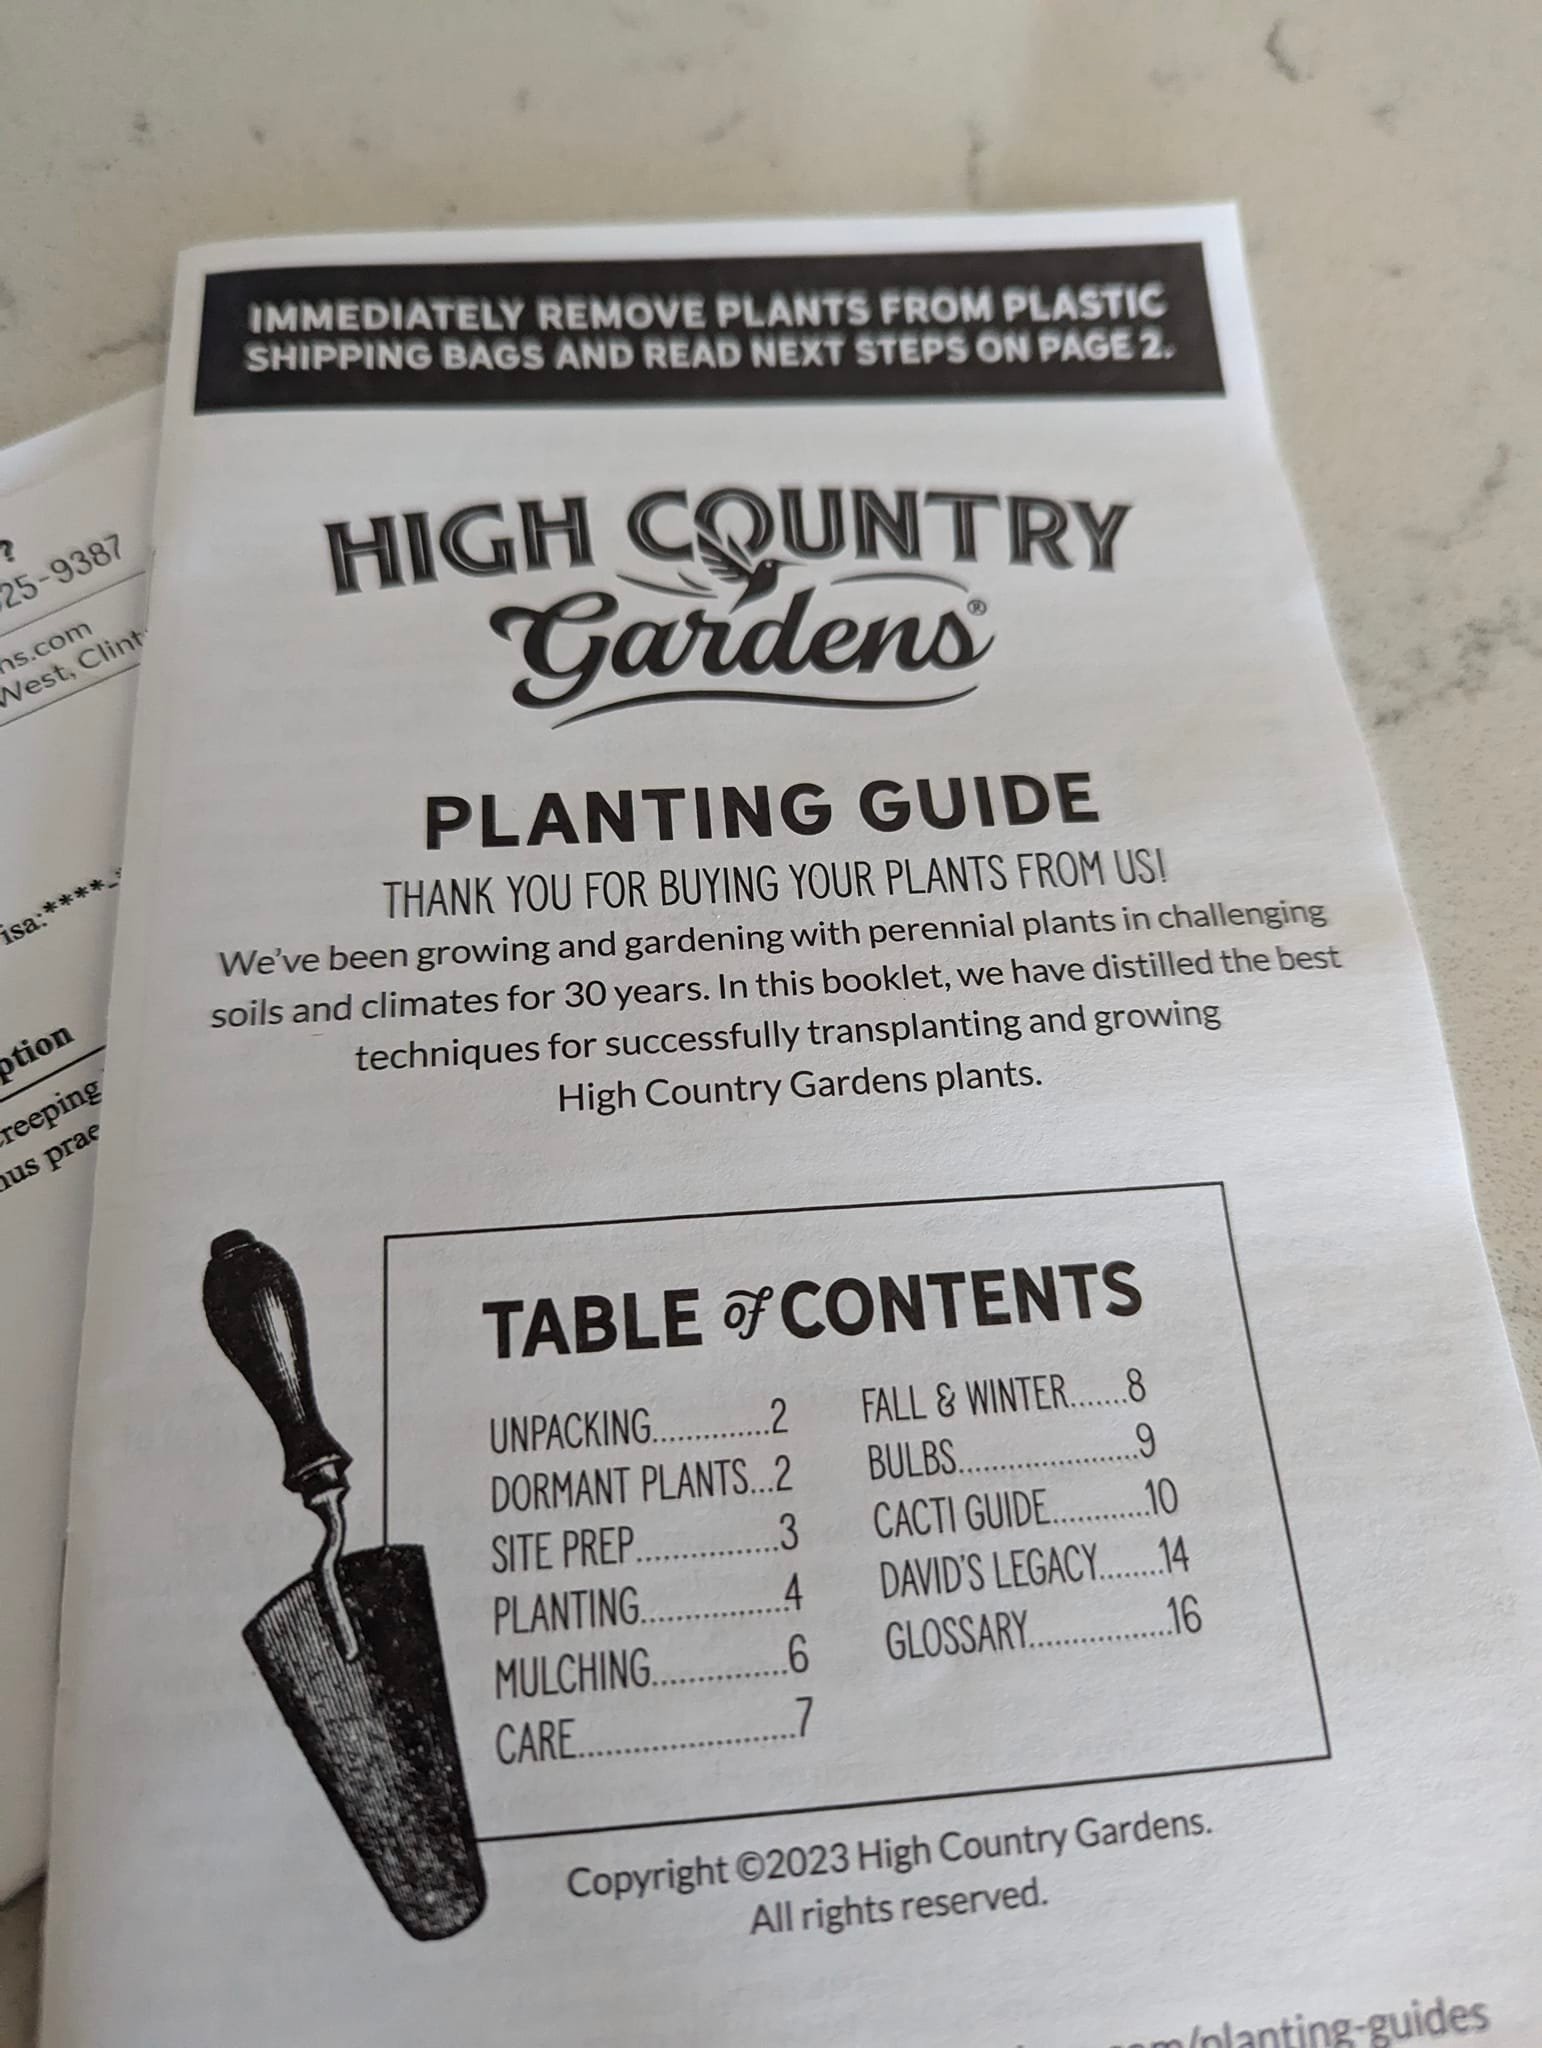 IMMEDIATELY REMOVE PLANTS FROM PLASTIC
SHIPPING BAGS AND READ NEXT STEPS ON PAGE 2.
HIGH COUNTRY
Gardens®
PLANTING GUIDE
THANK YOU FOR BUYING YOUR PLANTS FROM US!
We've been growing and gardening with perennial plants in challenging
soils and climates for 30 years. In this booklet, we have distilled the best
techniques for successfully transplanting and growing
High Country Gardens plants.
TABLE of CONTENTS
UNPACKING..............2
DORMANT PLANTS...2
SITE PREP.................3
PLANTING..................4
MULCHING...............6
CARE........................7
FALL & WINTER.......8
BULBS.......................9
CACTI GUIDE............10
DAVID'S LEGACY........14
GLOSSARY.................16
Copyright ©2023 High Country Gardens.
All rights reserved.
/planting-guides
?
25-9387
ns.com
West, Clint
isa:****-*
ption
reeping
nus prae